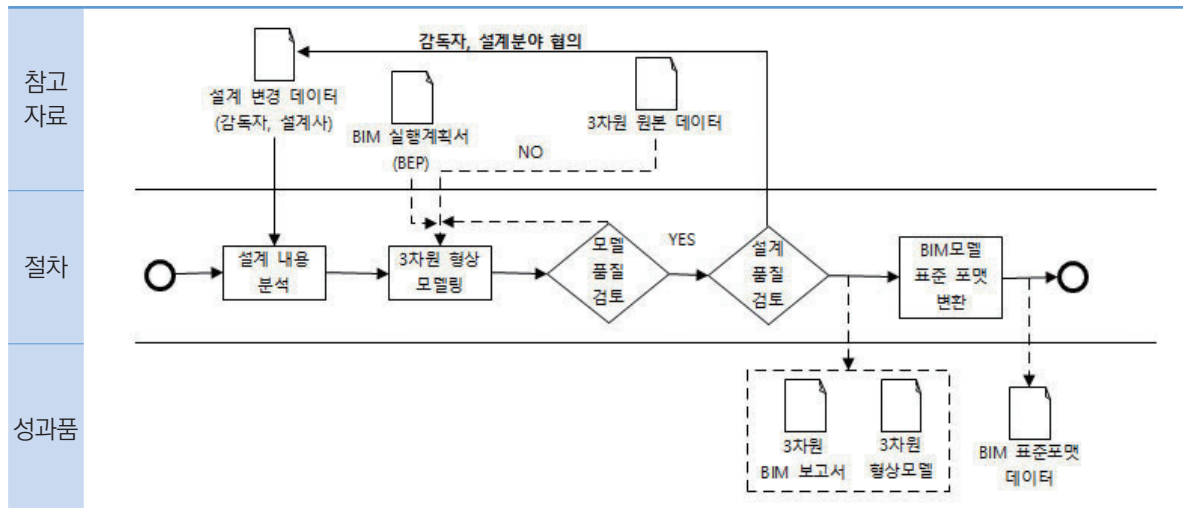 참고
자료
감독자, 설계분야 협의
설계 변경 데이터
(감독자, 설계사)
BIM 실행계획서
(BEP)
3차원 원본 데이터
NO
절차
설계 내용
분석
3차원 형상
모델링
모델
품질
검토
YES
설계
품질
검토
BIM모델
표준 포맷
변환
성과품
3차원
BIM 보고서
3차원
형상모델
BIM 표준포맷
데이터